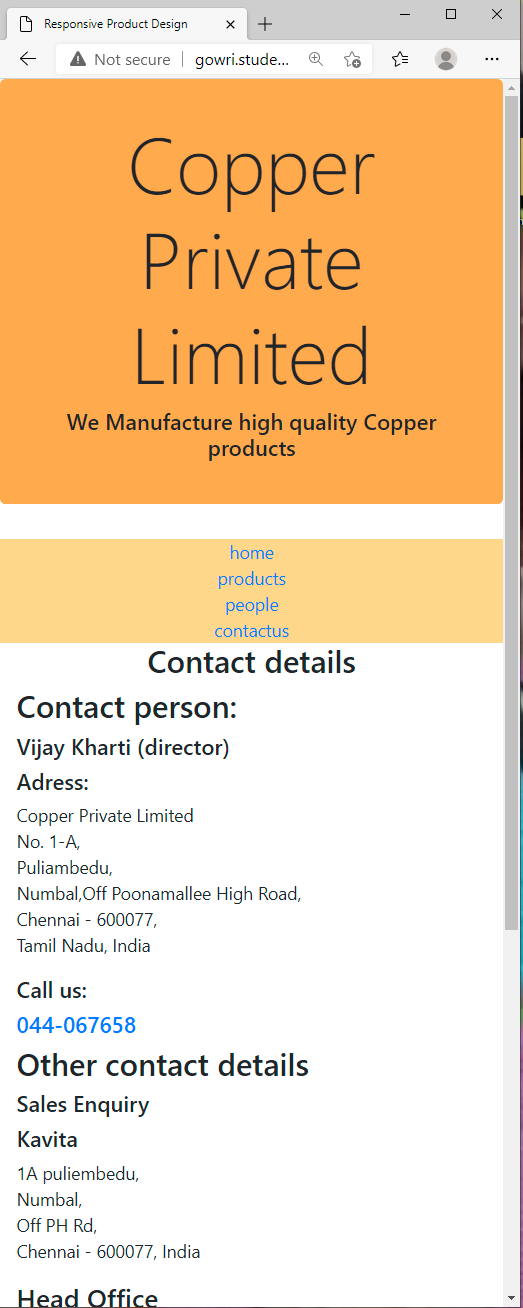 Responsive Product Design
Not secure
gowri.stude...
Copper
Private
Limited
We Manufacture high quality Copper
products
home
products
people
contactus
Contact details
Contact person:
Vijay Kharti (director)
Adress:
Copper Private Limited
No. 1-A,
Puliambedu,
Numbal,Off Poonamallee High Road,
Chennai - 600077,
Tamil Nadu, India
Call us:
044-067658
Other contact details
Sales Enquiry
Kavita
1A puliembedu,
Numbal,
Off PH Rd,
Chennai - 600077, India
Head Office